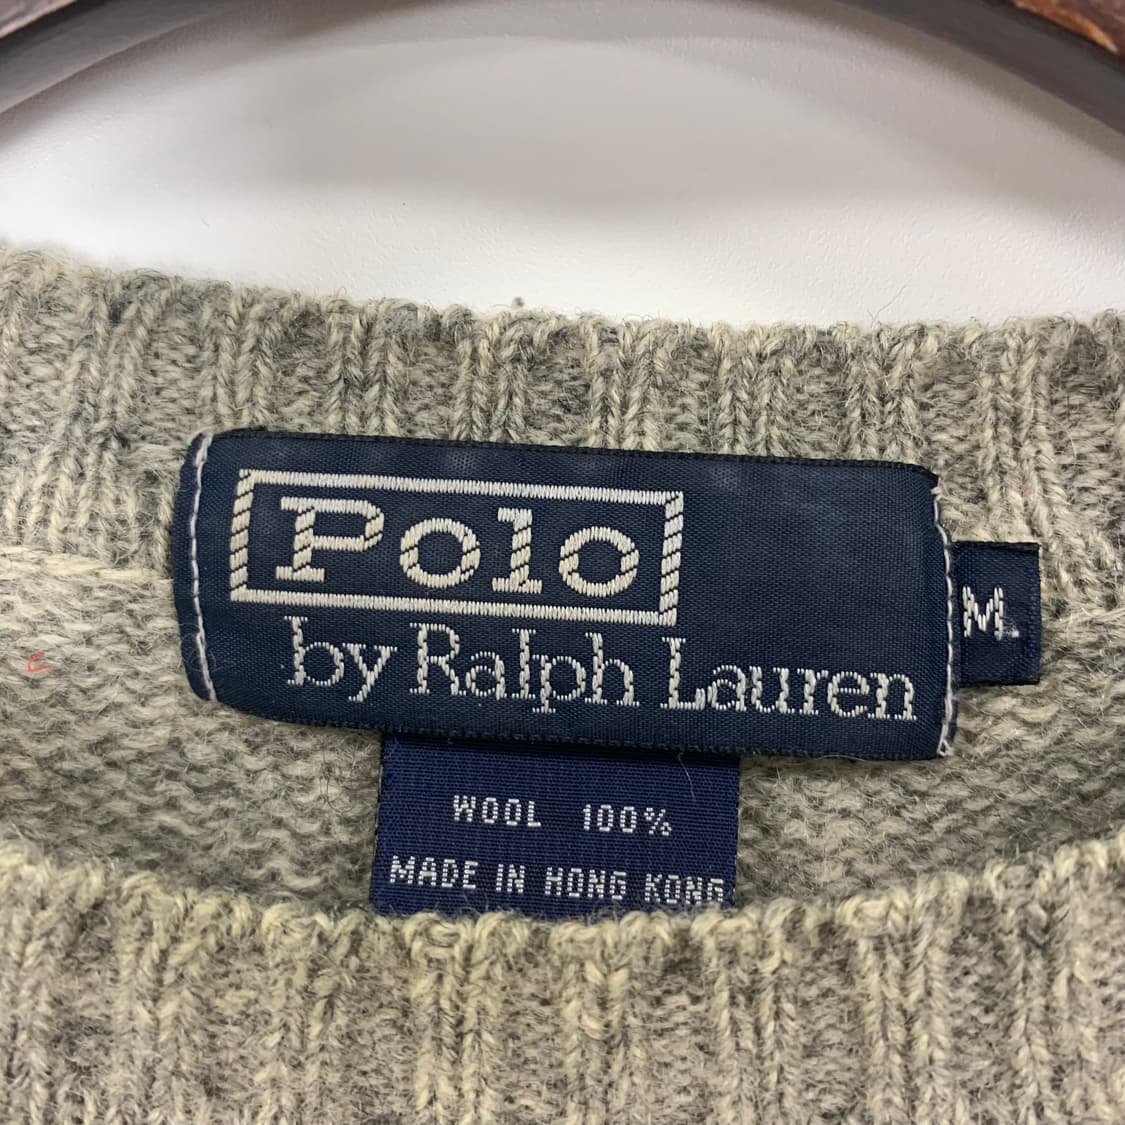 Polo
by Ralph Lauren
M
WOOL 100%
MADE IN HONG KONG